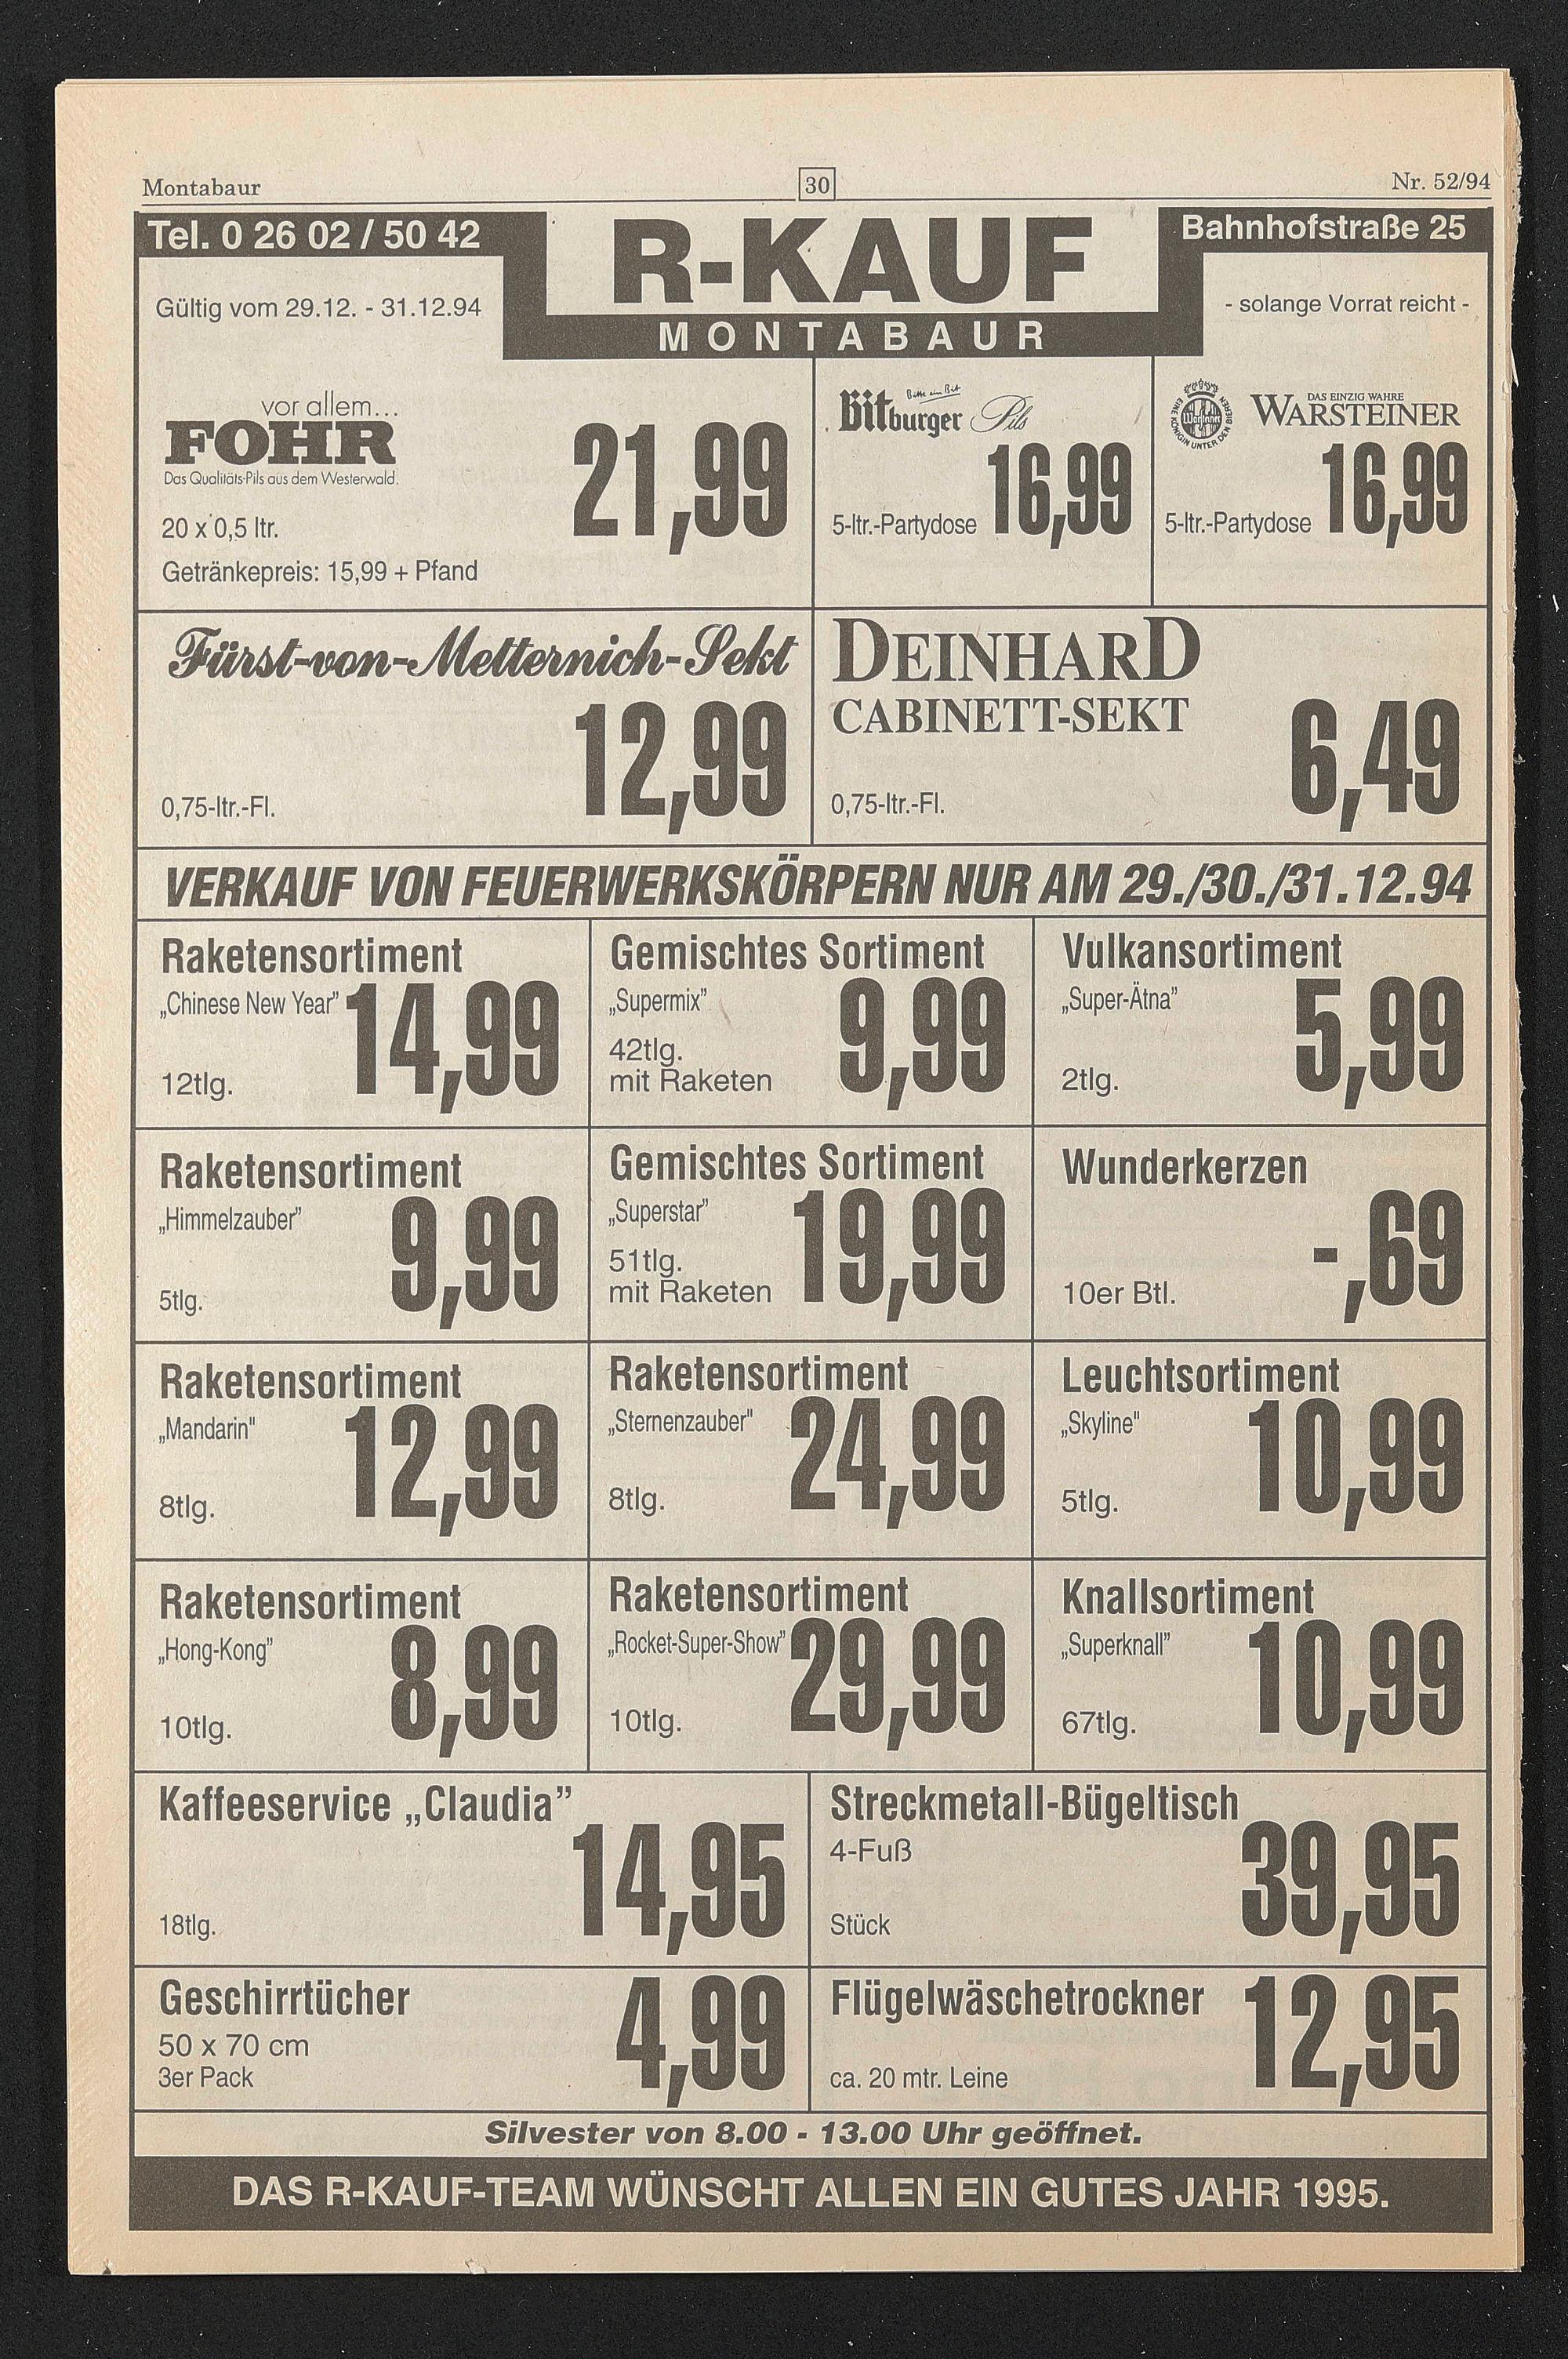 Montabaur
30
Nr. 52/94
Tel. 0 26 02 / 50 42
R-KAUF
MONTABAUR
Bahnhofstraße 25
Gültig vom 29.12. - 31.12.94
- solange Vorrat reicht -
vor allem...
FOHR
Das Qualitäts-Pils aus dem Westerwald.
21,99
20 x 0,5 ltr.
Getränkepreis: 15,99 + Pfand
Bitte ein Bit
Bitburger Pils
5-ltr.-Partydose
16,99
EINE KÖNIGIN UNTER DEN BIEREN
Warsteiner
DAS EINZIG WAHRE
WARSTEINER
5-ltr.-Partydose
16,99
Fürst-von-Metternich-Sekt
12,99
0,75-ltr.-Fl.
DEINHARD
CABINETT-SEKT
6,49
0,75-ltr.-Fl.
VERKAUF VON FEUERWERKSKÖRPERN NUR AM 29./30./31.12.94
Raketensortiment
„Chinese New Year”
14,99
12tlg.
Gemischtes Sortiment
„Supermix”
9,99
42tlg.
mit Raketen
Vulkansortiment
„Super-Ätna”
5,99
2tlg.
Raketensortiment
„Himmelzauber”
9,99
5tlg.
Gemischtes Sortiment
„Superstar”
19,99
51tlg.
mit Raketen
Wunderkerzen
-,69
10er Btl.
Raketensortiment
„Mandarin"
12,99
8tlg.
Raketensortiment
„Sternenzauber"
24,99
8tlg.
Leuchtsortiment
„Skyline"
10,99
5tlg.
Raketensortiment
„Hong-Kong”
8,99
10tlg.
Raketensortiment
„Rocket-Super-Show”
29,99
10tlg.
Knallsortiment
„Superknall”
10,99
67tlg.
Kaffeeservice „Claudia”
14,95
18tlg.
Streckmetall-Bügeltisch
4-Fuß
39,95
Stück
Geschirrtücher
50 x 70 cm
3er Pack
4,99
Flügelwäschetrockner
12,95
ca. 20 mtr. Leine
Silvester von 8.00 - 13.00 Uhr geöffnet.
DAS R-KAUF-TEAM WÜNSCHT ALLEN EIN GUTES JAHR 1995.